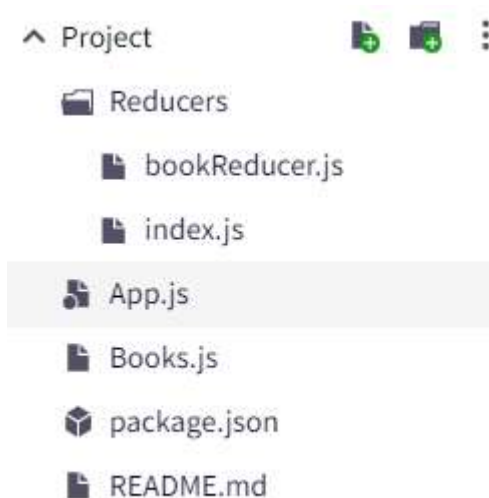 Project
Reducers
bookReducer.js
index.js
App.js
Books.js
package.json
README.md